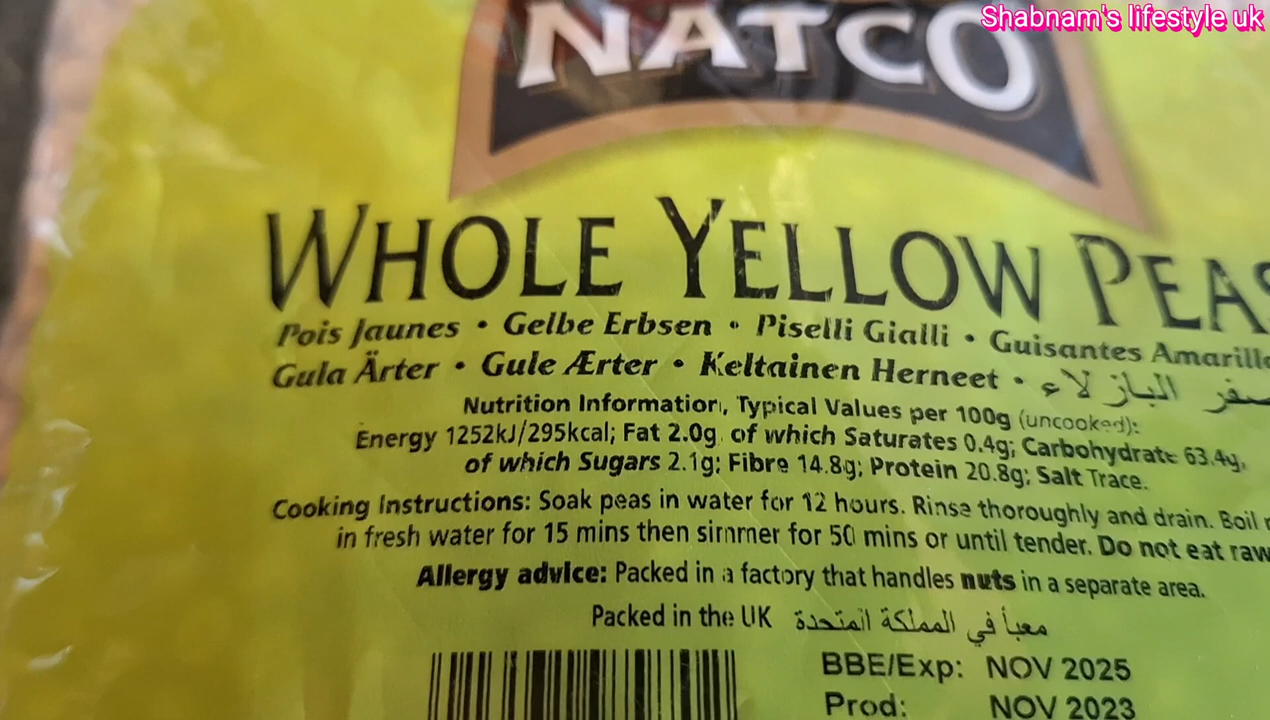 Shabnam's lifestyle uk
NATCO
WHOLE YELLOW PEAS
Pois Jaunes • Gelbe Erbsen • Piselli Gialli • Guisantes Amarill
Gula Ärter • Gule Ærter • Keltainen Herneet • صفر البازلاء
Nutrition Information, Typical Values per 100g (uncooked):
Energy 1252kJ/295kcal; Fat 2.0g, of which Saturates 0.4g; Carbohydrate 63.4g,
of which Sugars 2.1g; Fibre 14.8g; Protein 20.8g; Salt Trace.
Cooking Instructions: Soak peas in water for 12 hours. Rinse thoroughly and drain. Boil
in fresh water for 15 mins then simmer for 50 mins or until tender. Do not eat raw
Allergy advice: Packed in a factory that handles nuts in a separate area.
Packed in the UK معبأ في المملكة المتحدة
BBE/Exp: NOV 2025
Prod: NOV 2023